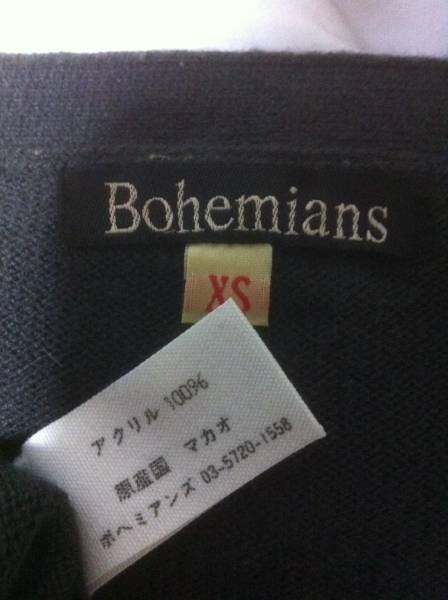 Bohemians
XS
アクリル 100%
原産国 マカオ
ボヘミアンズ 03-5720-1558